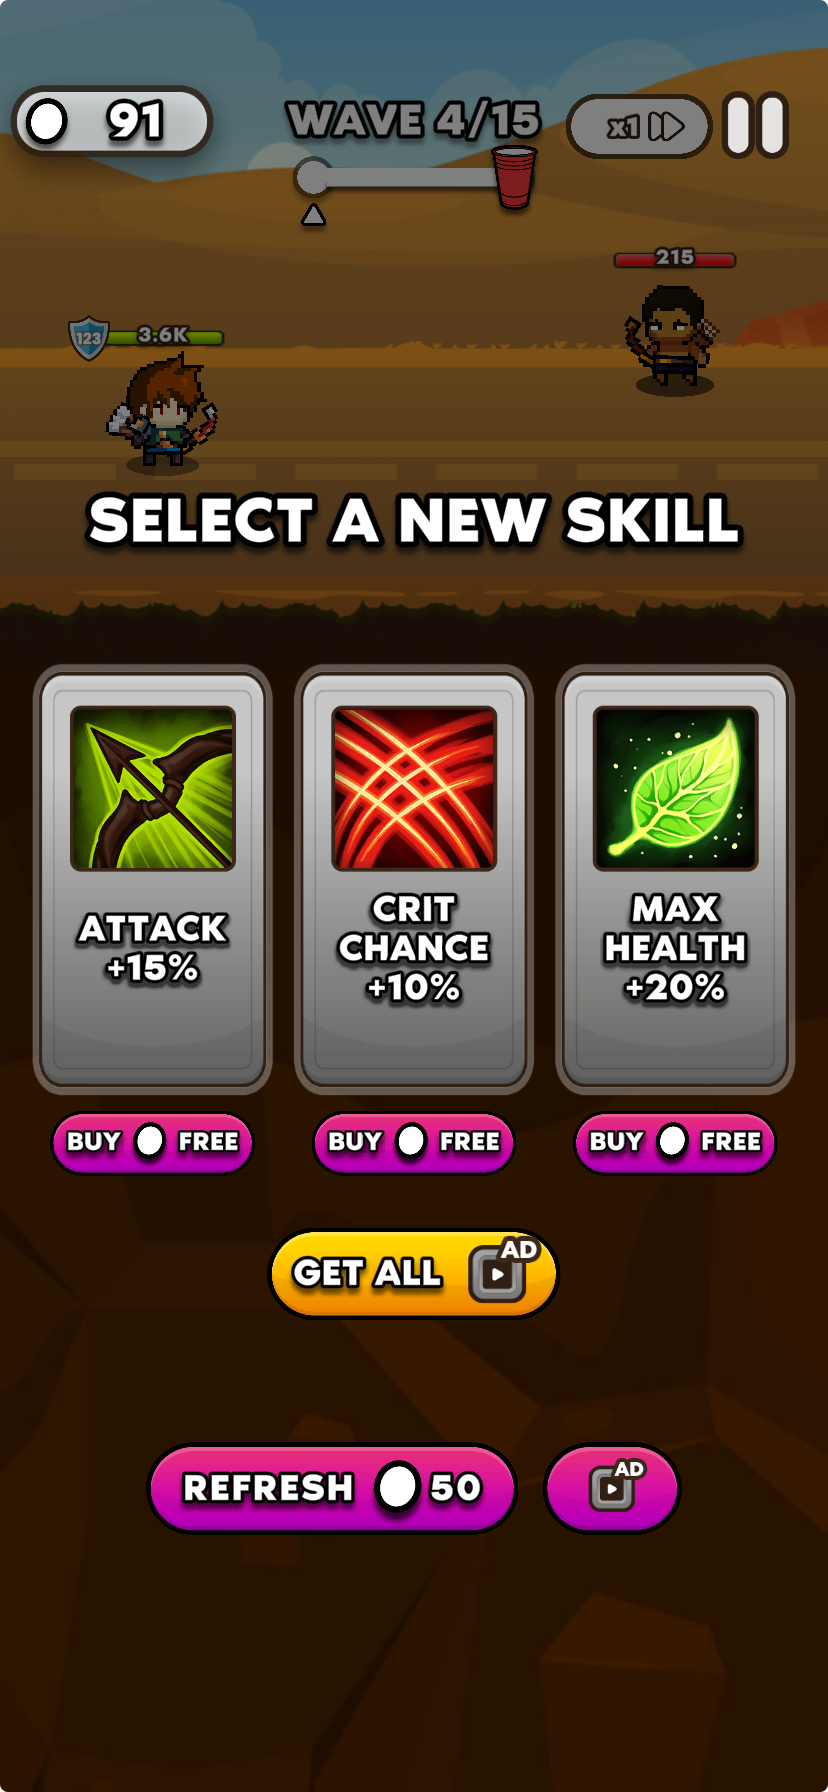 91
WAVE 4/15
x1
215
123
3.6K
SELECT A NEW SKILL
ATTACK
+15%
CRIT
CHANCE
+10%
MAX
HEALTH
+20%
BUY FREE
BUY FREE
BUY FREE
GET ALL AD
REFRESH 50
AD